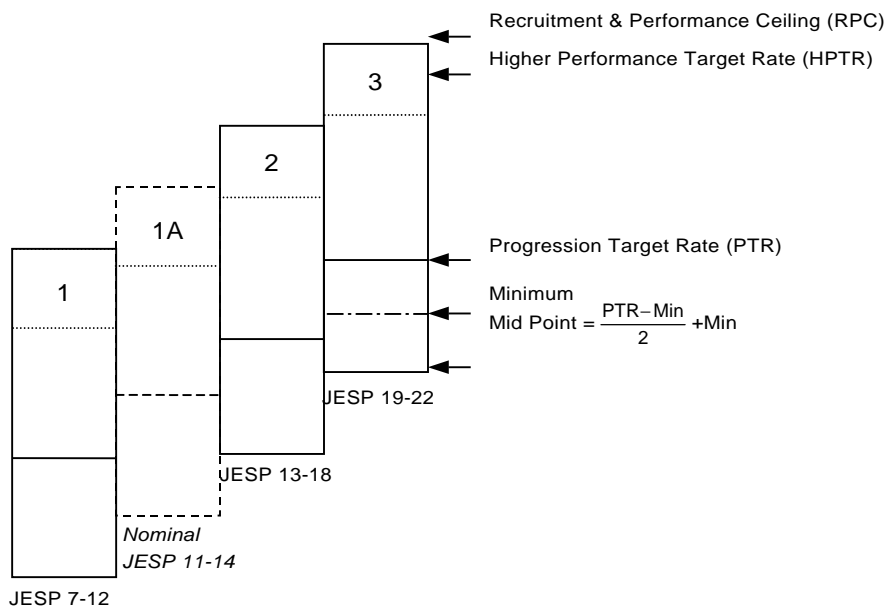 Recruitment & Performance Ceiling (RPC)
Higher Performance Target Rate (HPTR)
3
2
1A
Progression Target Rate (PTR)
1
Minimum
Mid Point = PTR–Min / 2 +Min
JESP 19-22
JESP 13-18
Nominal
JESP 11-14
JESP 7-12